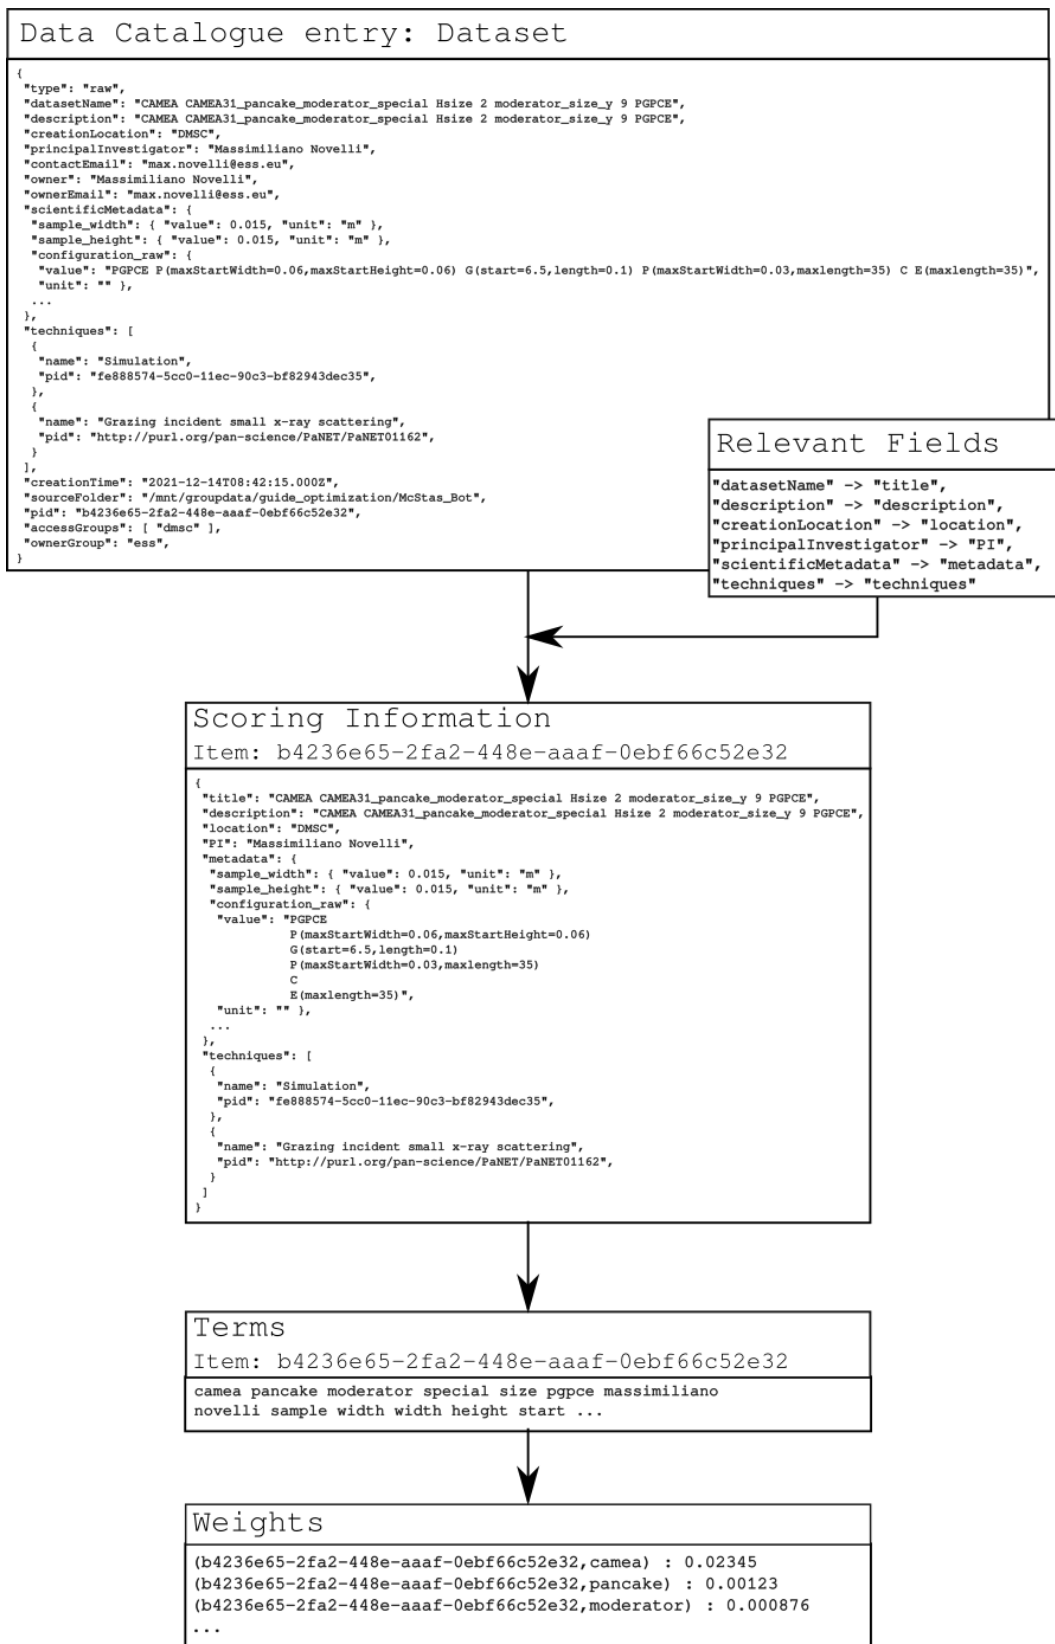 Data Catalogue entry: Dataset
{
"type": "raw",
"datasetName": "CAMEA CAMEA31_pancake_moderator_special Hsize 2 moderator_size_y 9 PGPCE",
"description": "CAMEA CAMEA31_pancake_moderator_special Hsize 2 moderator_size_y 9 PGPCE",
"creationLocation": "DMSC",
"principalInvestigator": "Massimiliano Novelli",
"contactEmail": "max.novelli@ess.eu",
"owner": "Massimiliano Novelli",
"ownerEmail": "max.novelli@ess.eu",
"scientificMetadata": {
"sample_width": { "value": 0.015, "unit": "m" },
"sample_height": { "value": 0.015, "unit": "m" },
"configuration_raw": {
"value": "PGPCE P(maxStartWidth=0.06,maxStartHeight=0.06) G(start=6.5,length=0.1) P(maxStartWidth=0.03,maxlength=35) C E(maxlength=35)",
"unit": "" },
...
},
"techniques": [
{
"name": "Simulation",
"pid": "fe888574-5cc0-11ec-90c3-bf82943dec35",
},
{
"name": "Grazing incident small x-ray scattering",
"pid": "http://purl.org/pan-science/PaNET/PaNET01162",
}
],
"creationTime": "2021-12-14T08:42:15.000Z",
"sourceFolder": "/mnt/groupdata/guide_optimization/McStas_Bot",
"pid": "b4236e65-2fa2-448e-aaaf-0ebf66c52e32",
"accessGroups": [ "dmsc" ],
"ownerGroup": "ess",
}
Relevant Fields
"datasetName" -> "title",
"description" -> "description",
"creationLocation" -> "location",
"principalInvestigator" -> "PI",
"scientificMetadata" -> "metadata",
"techniques" -> "techniques"
Scoring Information
Item: b4236e65-2fa2-448e-aaaf-0ebf66c52e32
{
"title": "CAMEA CAMEA31_pancake_moderator_special Hsize 2 moderator_size_y 9 PGPCE",
"description": "CAMEA CAMEA31_pancake_moderator_special Hsize 2 moderator_size_y 9 PGPCE",
"location": "DMSC",
"PI": "Massimiliano Novelli",
"metadata": {
"sample_width": { "value": 0.015, "unit": "m" },
"sample_height": { "value": 0.015, "unit": "m" },
"configuration_raw": {
"value": "PGPCE
P(maxStartWidth=0.06,maxStartHeight=0.06)
G(start=6.5,length=0.1)
P(maxStartWidth=0.03,maxlength=35)
C
E(maxlength=35)",
"unit": "" },
...
},
"techniques": [
{
"name": "Simulation",
"pid": "fe888574-5cc0-11ec-90c3-bf82943dec35",
},
{
"name": "Grazing incident small x-ray scattering",
"pid": "http://purl.org/pan-science/PaNET/PaNET01162",
}
]
}
Terms
Item: b4236e65-2fa2-448e-aaaf-0ebf66c52e32
camea pancake moderator special size pgpce massimiliano
novelli sample width width height start ...
Weights
(b4236e65-2fa2-448e-aaaf-0ebf66c52e32,camea) : 0.02345
(b4236e65-2fa2-448e-aaaf-0ebf66c52e32,pancake) : 0.00123
(b4236e65-2fa2-448e-aaaf-0ebf66c52e32,moderator) : 0.000876
...